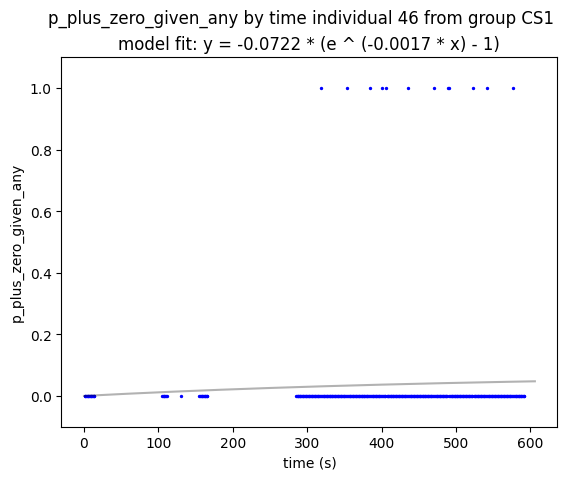 p_plus_zero_given_any by time individual 46 from group CS1
model fit: y = -0.0722 * (e ^ (-0.0017 * x) - 1)
p_plus_zero_given_any
1.0
0.8
0.6
0.4
0.2
0.0
0 100 200 300 400 500 600
time (s)